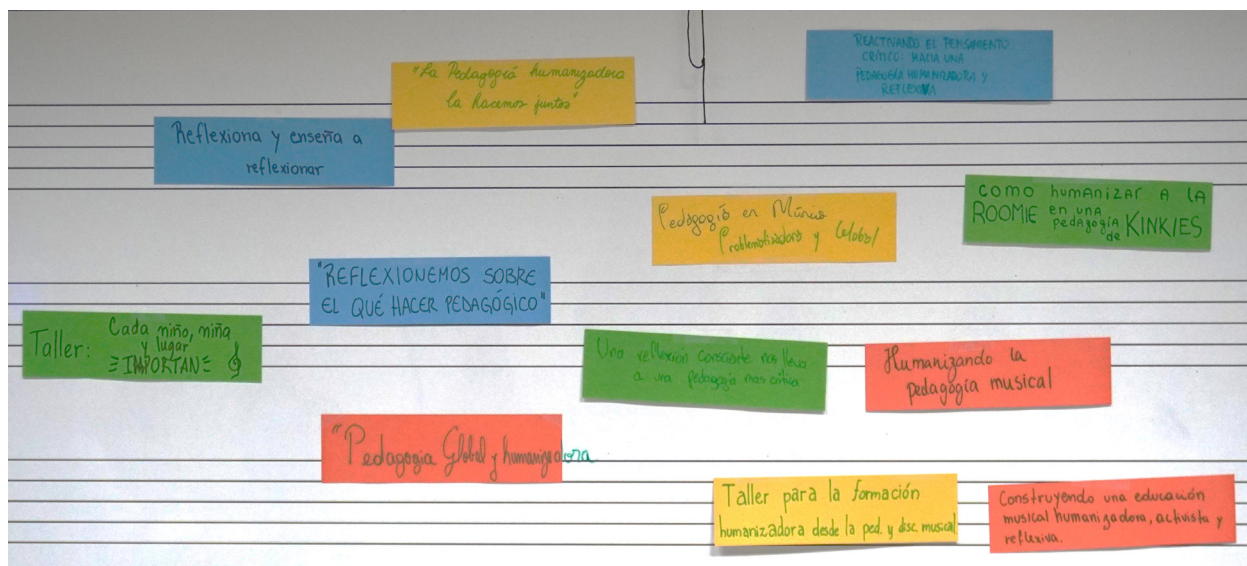 "La Pedagogía humanizadora
la hacemos juntos"
REACTIVANDO EL PENSAMIENTO
CRÍTICO: HACIA UNA
PEDAGOGÍA HUMANIZADORA Y
REFLEXIVA
Reflexiona y enseña a
reflexionar
Pedagogía en Música
Problematizadora y Global
COMO humanizar A LA
ROOMIE en una
pedagogía
de KINKIES
"REFLEXIONEMOS SOBRE
EL QUÉ HACER PEDAGÓGICO"
Taller: Cada niño, niña
y lugar
IMPORTAN
Una reflexión consciente nos lleva
a una pedagogía mas crítica
Humanizando la
pedagogía musical
"Pedagogia Global y humanizadora
Taller para la formación
humanizadora desde la ped. y disc. musical.
Construyendo una educación
musical humanizadora, activista y
reflexiva.